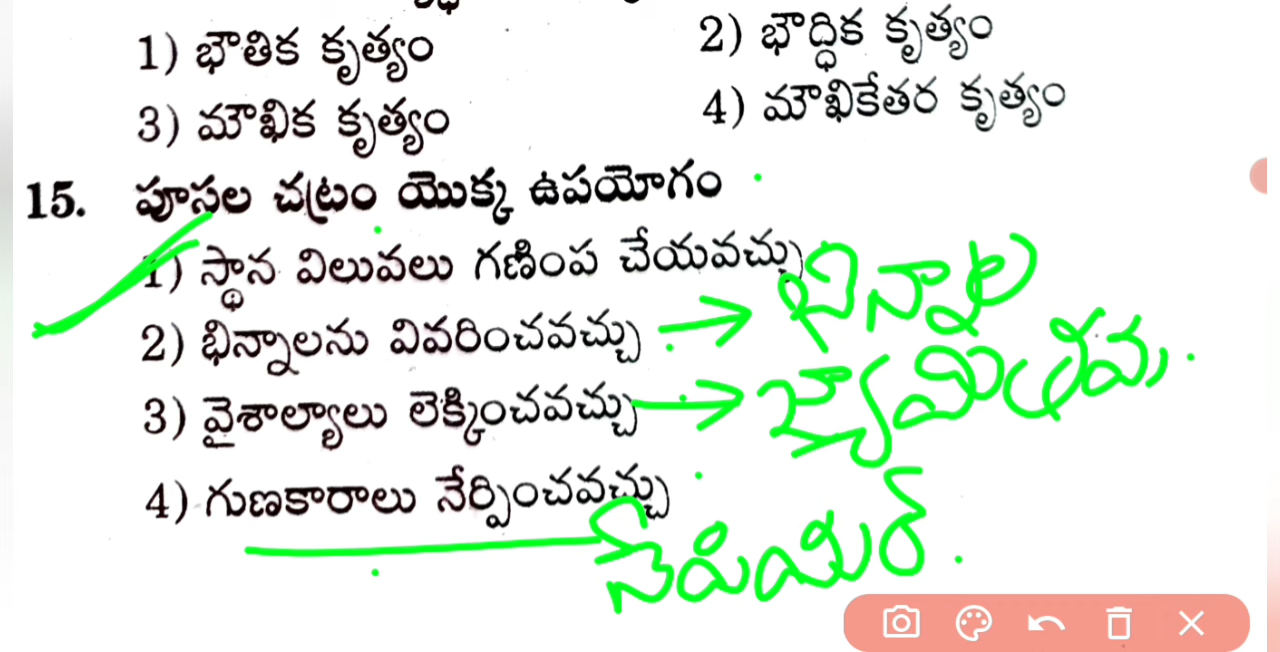 1) భౌతిక కృత్యం 2) భౌద్ధిక కృత్యం
3) మౌఖిక కృత్యం 4) మౌఖికేతర కృత్యం
15. పూసల చట్రం యొక్క ఉపయోగం
1) స్థాన విలువలు గణింప చేయవచ్చు
2) భిన్నాలను వివరించవచ్చు → భిన్నాల
3) వైశాల్యాలు లెక్కించవచ్చు →
4) గుణకారాలు నేర్పించవచ్చు
నేపియర్.